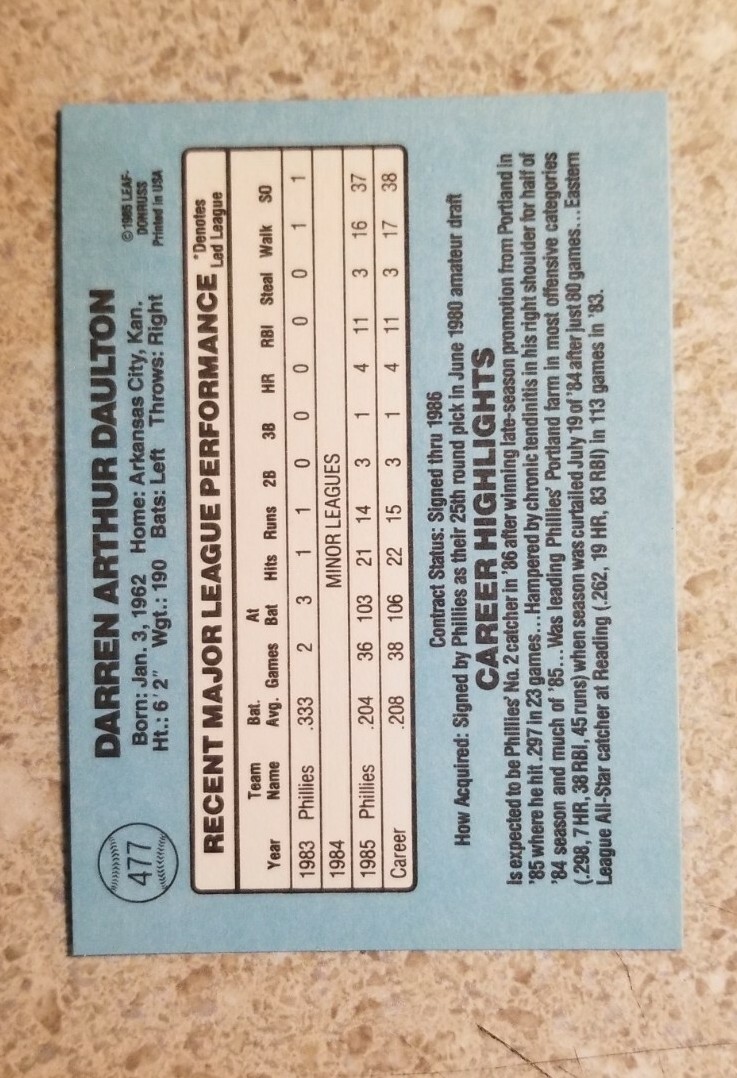 477
DARREN ARTHUR DAULTON
Born: Jan. 3, 1962 Home: Arkansas City, Kan.
Ht.: 6' 2" Wgt.: 190 Bats: Left Throws: Right
© 1985 LEAF-
DONRUSS
Printed in USA
RECENT MAJOR LEAGUE PERFORMANCE
*Denotes
Led League
Year Team Name Bat. Avg. Games At Bat Hits Runs 2B 3B HR RBI Steal Walk SO
1983 Phillies .333 2 3 1 1 0 0 0 0 0 1 1
1984 MINOR LEAGUES
1985 Phillies .204 36 103 21 14 3 1 4 11 3 16 37
Career .208 38 106 22 15 3 1 4 11 3 17 38
Contract Status: Signed thru 1986
How Acquired: Signed by Phillies as their 25th round pick in June 1980 amateur draft
CAREER HIGHLIGHTS
Is expected to be Phillies' No. 2 catcher in '86 after winning late-season promotion from Portland in
'85 where he hit .297 in 23 games...Hampered by chronic tendinitis in his right shoulder for half of
'84 season and much of '85...Was leading Phillies' Portland farm in most offensive categories
(.298, 7 HR, 38 RBI, 45 runs) when season was curtailed July 19 of '84 after just 80 games...Eastern
League All-Star catcher at Reading (.262, 19 HR, 83 RBI) in 113 games in '83.